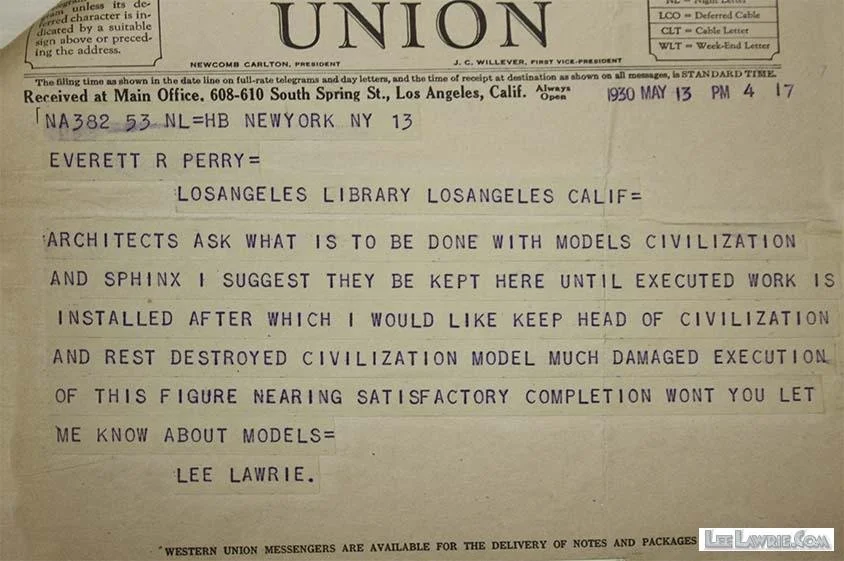 unless its de-
ferred character is in-
dicated by a suitable
sign above or preced-
ing the address.
UNION
NEWCOMB CARLTON, PRESIDENT
J. C. WILLEVER, FIRST VICE-PRESIDENT
LCO = Deferred Cable
CLT = Cable Letter
WLT = Week-End Letter
The filing time as shown in the date line on full-rate telegrams and day letters, and the time of receipt at destination as shown on all messages, is STANDARD TIME.
Received at Main Office, 608-610 South Spring St., Los Angeles, Calif. Always Open 1930 MAY 13 PM 4 17
NA382 53 NL=HB NEWYORK NY 13
EVERETT R PERRY=
LOSANGELES LIBRARY LOSANGELES CALIF=
ARCHITECTS ASK WHAT IS TO BE DONE WITH MODELS CIVILIZATION
AND SPHINX I SUGGEST THEY BE KEPT HERE UNTIL EXECUTED WORK IS
INSTALLED AFTER WHICH I WOULD LIKE KEEP HEAD OF CIVILIZATION
AND REST DESTROYED CIVILIZATION MODEL MUCH DAMAGED EXECUTION
OF THIS FIGURE NEARING SATISFACTORY COMPLETION WONT YOU LET
ME KNOW ABOUT MODELS=
LEE LAWRIE.
"WESTERN UNION MESSENGERS ARE AVAILABLE FOR THE DELIVERY OF NOTES AND PACKAGES
LEELAWRIE.COM